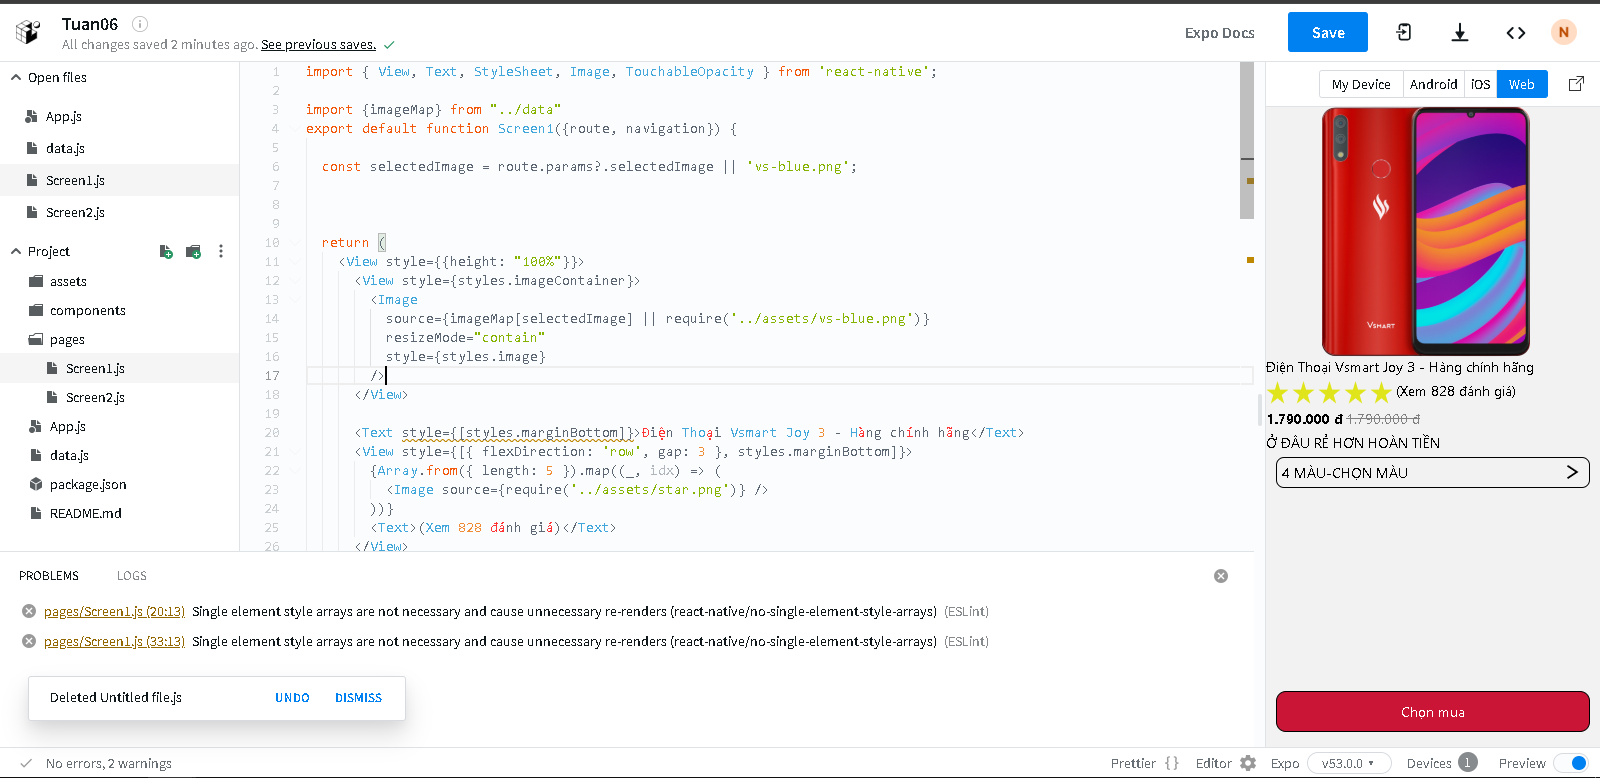 Tuan06
All changes saved 2 minutes ago. See previous saves.
Expo Docs
Save
N
Open files
App.js
data.js
Screen1.js
Screen2.js
Project
assets
components
pages
Screen1.js
Screen2.js
App.js
data.js
package.json
README.md
1 import { View, Text, StyleSheet, Image, TouchableOpacity } from 'react-native';
2
3 import {imageMap} from "../data"
4 export default function Screen1({route, navigation}) {
5
6 const selectedImage = route.params?.selectedImage || 'vs-blue.png';
7
8
9
10 return (
11 <View style={{height: "100%"}}>
12 <View style={styles.imageContainer}>
13 <Image
14 source={imageMap[selectedImage] || require('../assets/vs-blue.png')}
15 resizeMode="contain"
16 style={styles.image}
17 />
18 </View>
19
20 <Text style={[styles.marginBottom]}>Điện Thoại Vsmart Joy 3 - Hàng chính hãng</Text>
21 <View style={[{ flexDirection: 'row', gap: 3 }, styles.marginBottom]}>
22 {Array.from({ length: 5 }).map((_, idx) => (
23 <Image source={require('../assets/star.png')} />
24 ))}
25 <Text>(Xem 828 đánh giá)</Text>
26 </View>
My Device Android iOS Web
VSMART
Điện Thoại Vsmart Joy 3 - Hàng chính hãng
(Xem 828 đánh giá)
1.790.000 đ 1.790.000 đ
Ở ĐÂU RẺ HƠN HOÀN TIỀN
4 MÀU-CHỌN MÀU
Chọn mua
PROBLEMS LOGS
pages/Screen1.js (20:13) Single element style arrays are not necessary and cause unnecessary re-renders (react-native/no-single-element-style-arrays) (ESLint)
pages/Screen1.js (33:13) Single element style arrays are not necessary and cause unnecessary re-renders (react-native/no-single-element-style-arrays) (ESLint)
Deleted Untitled file.js UNDO DISMISS
No errors, 2 warnings
Prettier { } Editor Expo v53.0.0 Devices 1 Preview